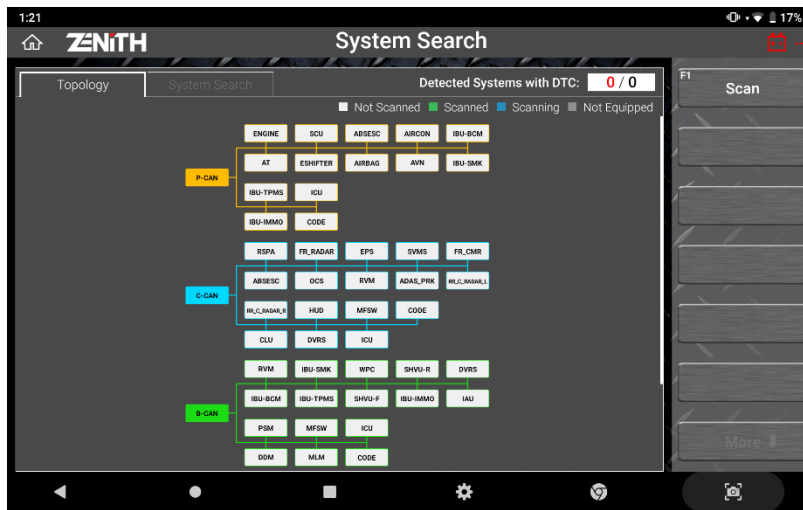 1:21 17%
ZENITH System Search
Topology System Search Detected Systems with DTC: 0 / 0
F1 Scan
Not Scanned Scanned Scanning Not Equipped
ENGINE SCU ABSESC AIRCON IBU-BCM
AT ESHIFTER AIRBAG AVN IBU-SMK
P-CAN
IBU-TPMS ICU
IBU-IMMO CODE
RSPA FR_RADAR EPS SVMS FR_CMR
ABSESC OCS RVM ADAS_PRK RR_C_RADAR_L
C-CAN
RR_C_RADAR_R HUD MFSW CODE
CLU DVRS ICU
RVM IBU-SMK WPC SHVU-R DVRS
IBU-BCM IBU-TPMS SHVU-F IBU-IMMO IAU
B-CAN
PSM MFSW ICU
More
DDM MLM CODE